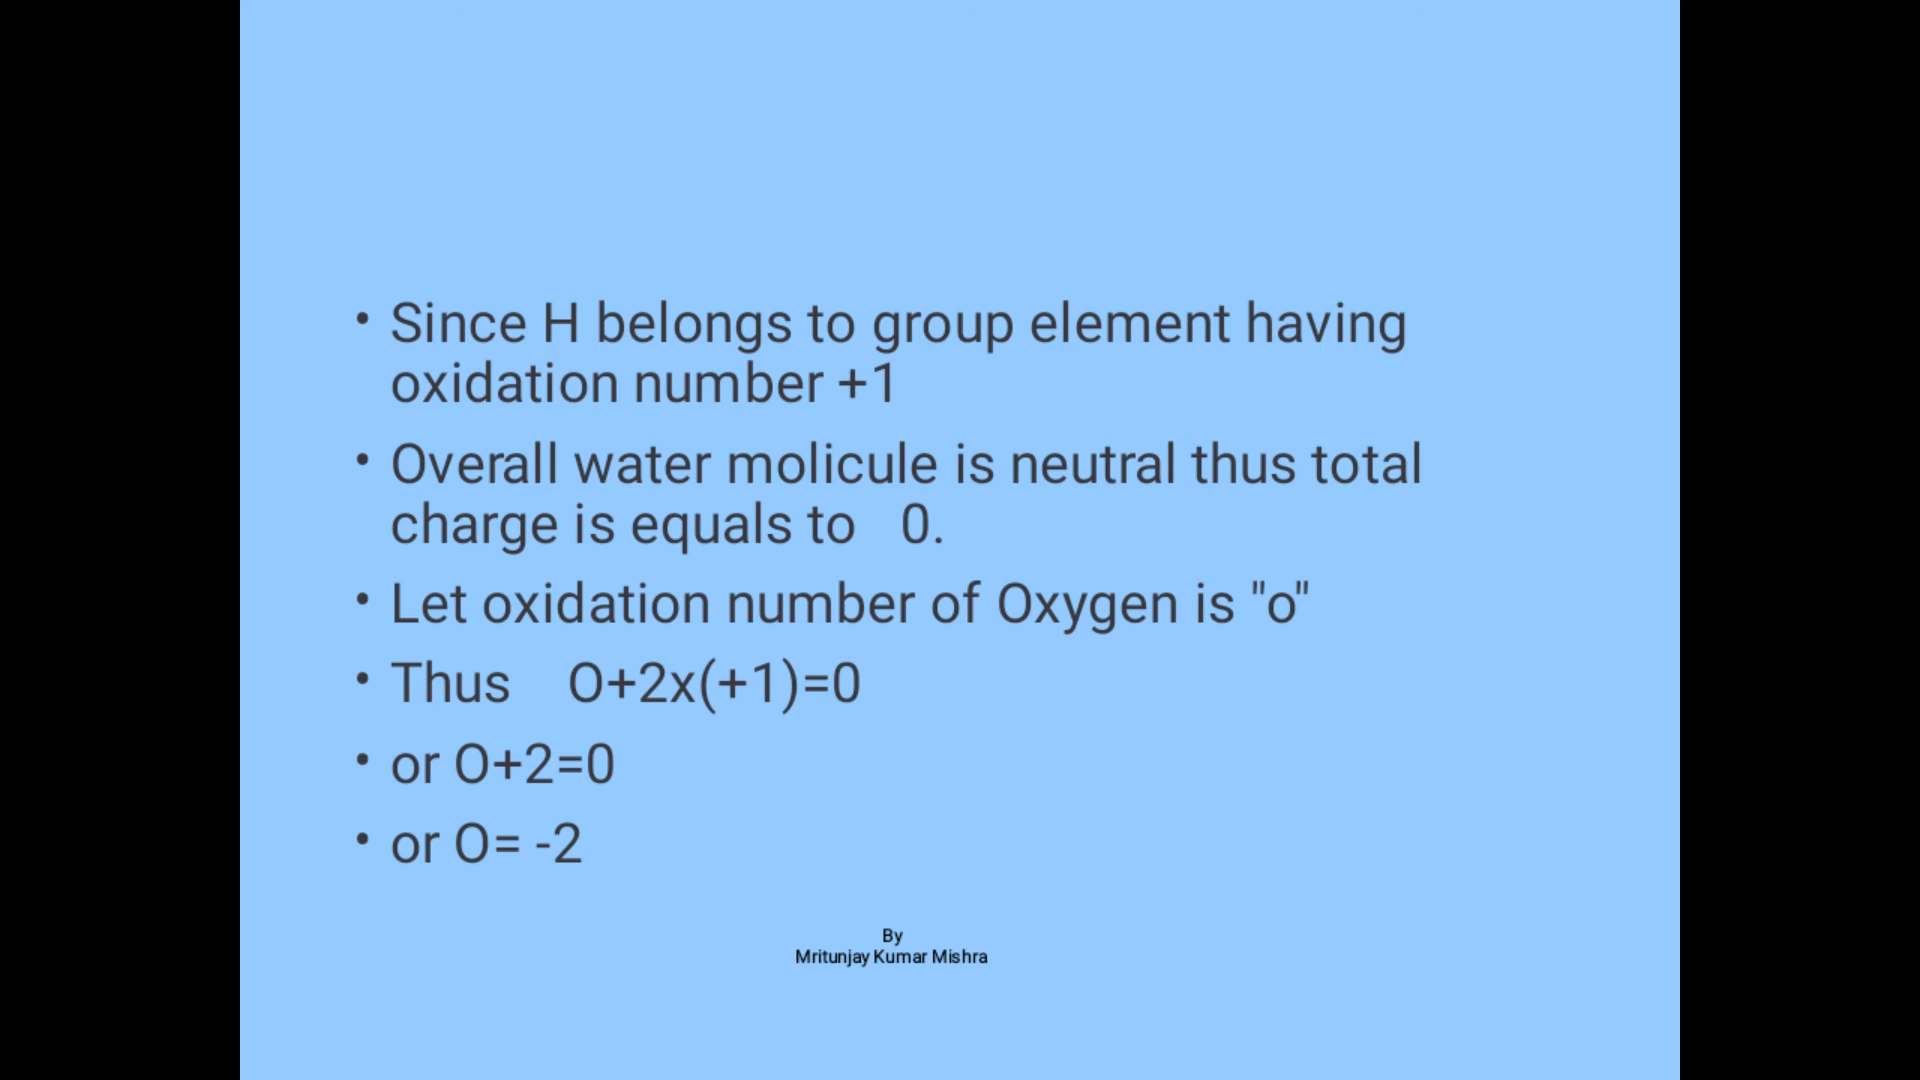 • Since H belongs to group element having
oxidation number +1
• Overall water molicule is neutral thus total
charge is equals to   0.
• Let oxidation number of Oxygen is "o"
• Thus    O+2x(+1)=0
• or O+2=0
• or O= -2
By
Mritunjay Kumar Mishra